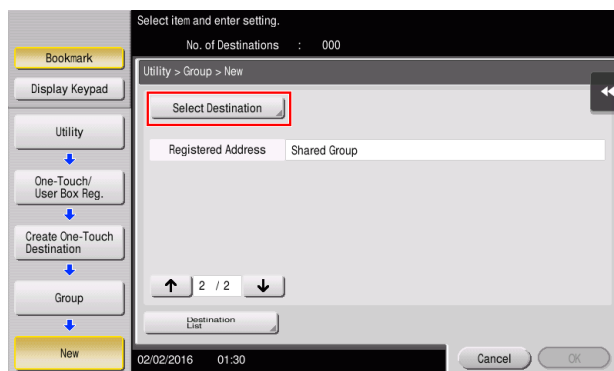 Select item and enter setting.
No. of Destinations : 000
Bookmark
Display Keypad
Utility
One-Touch/
User Box Reg.
Create One-Touch
Destination
Group
New
Utility > Group > New
Select Destination
Registered Address Shared Group
2 / 2
Destination
List
02/02/2016 01:30
Cancel
OK